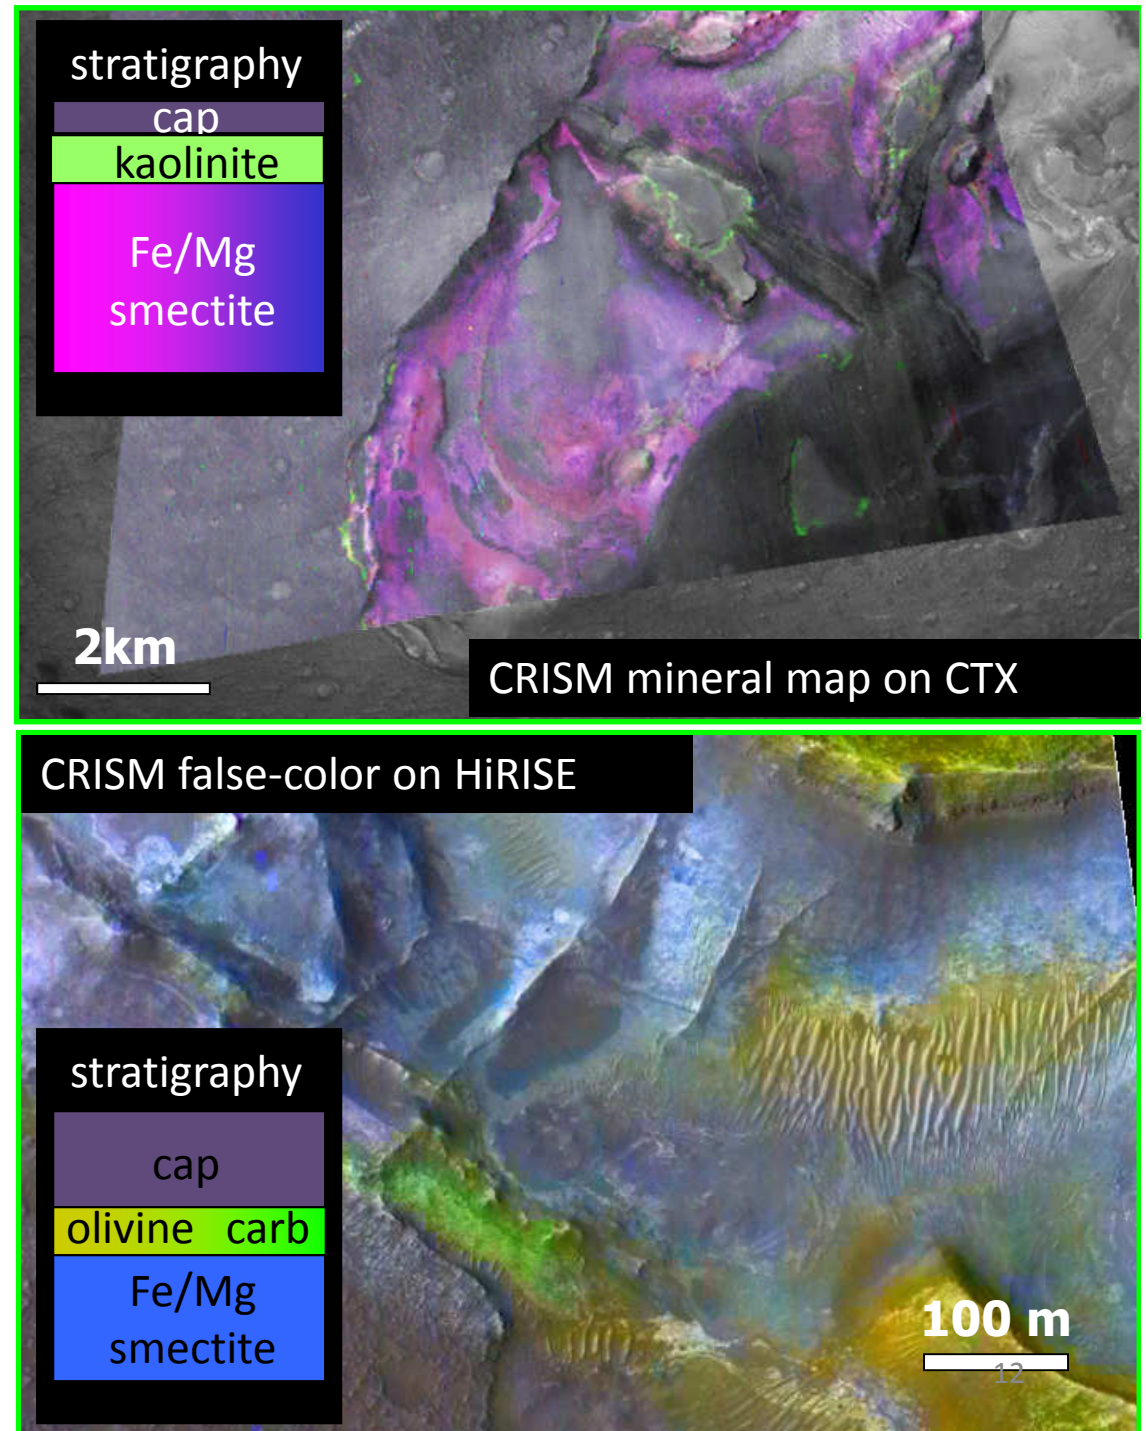 stratigraphy
cap
kaolinite
Fe/Mg
smectite
2km
CRISM mineral map on CTX
CRISM false-color on HiRISE
stratigraphy
cap
olivine carb
Fe/Mg
smectite
100 m
12